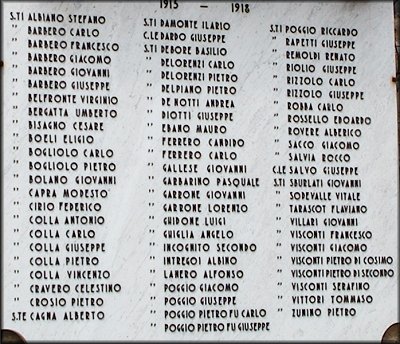 1915 — 1918
S.TI ALBIANO STEFANO
" BARBERO CARLO
" BARBERO FRANCESCO
" BARBERO GIACOMO
" BARBERO GIOVANNI
" BARBERO GIUSEPPE
" BELFRONTE VIRGINIO
" BERGATTA UMBERTO
" BISAGNO CESARE
" BOELI ELIGIO
" BOGLIOLO CARLO
" BOGLIOLO PIETRO
" BOLANO GIOVANNI
" CAPRA MODESTO
" CIRIO FEDERICO
" COLLA ANTONIO
" COLLA CARLO
" COLLA GIUSEPPE
" COLLA PIETRO
" COLLA VINCENZO
" CRAVERO CELESTINO
" CROSIO PIETRO
S.TE CAGNA ALBERTO
S.TI DAMONTE ILARIO
C.LE DARDO GIUSEPPE
S.TI DEBORE BASILIO
" DELORENZI CARLO
" DELORENZI PIETRO
" DELPIANO PIETRO
" DE NOTTI ANDREA
" DIOTTI GIUSEPPE
" EBANO MAURO
" FERRERO CANDIDO
" FERRERO CARLO
" GALLESE GIOVANNI
" GARBARINO PASQUALE
" GARRONE GIOVANNI
" GARRONE LORENZO
" GHIDONE LUIGI
" GUIGLIA ANGELO
" INCOGNITO SECONDO
" INTREGOI ALBINO
" LANERO ALFONSO
" POGGIO GIACOMO
" POGGIO GIUSEPPE
" POGGIO PIETRO FU CARLO
" POGGIO PIETRO FU GIUSEPPE
S.TI POGGIO RICCARDO
" RAPETTI GIUSEPPE
" REMOLDI RENATO
" RIOLIO GIUSEPPE
" RIZZOLO CARLO
" RIZZOLO GIUSEPPE
" ROBBA CARLO
" ROSSELLO EDOARDO
" ROVERE ALBERICO
" SACCO GIACOMO
" SALVIA ROCCO
C.LE SALVO GIUSEPPE
S.TI SBURLATI GIOVANNI
" SODEVALLE VITALE
" TARASCOT FLAVIANO
" VILLARI GIOVANNI
" VISCONTI FRANCESCO
" VISCONTI GIACOMO
" VISCONTI PIETRO DI COSIMO
" VISCONTI PIETRO DI SECONDO
" VISCONTI SERAFINO
" VITTORI TOMMASO
" ZUNINO PIETRO